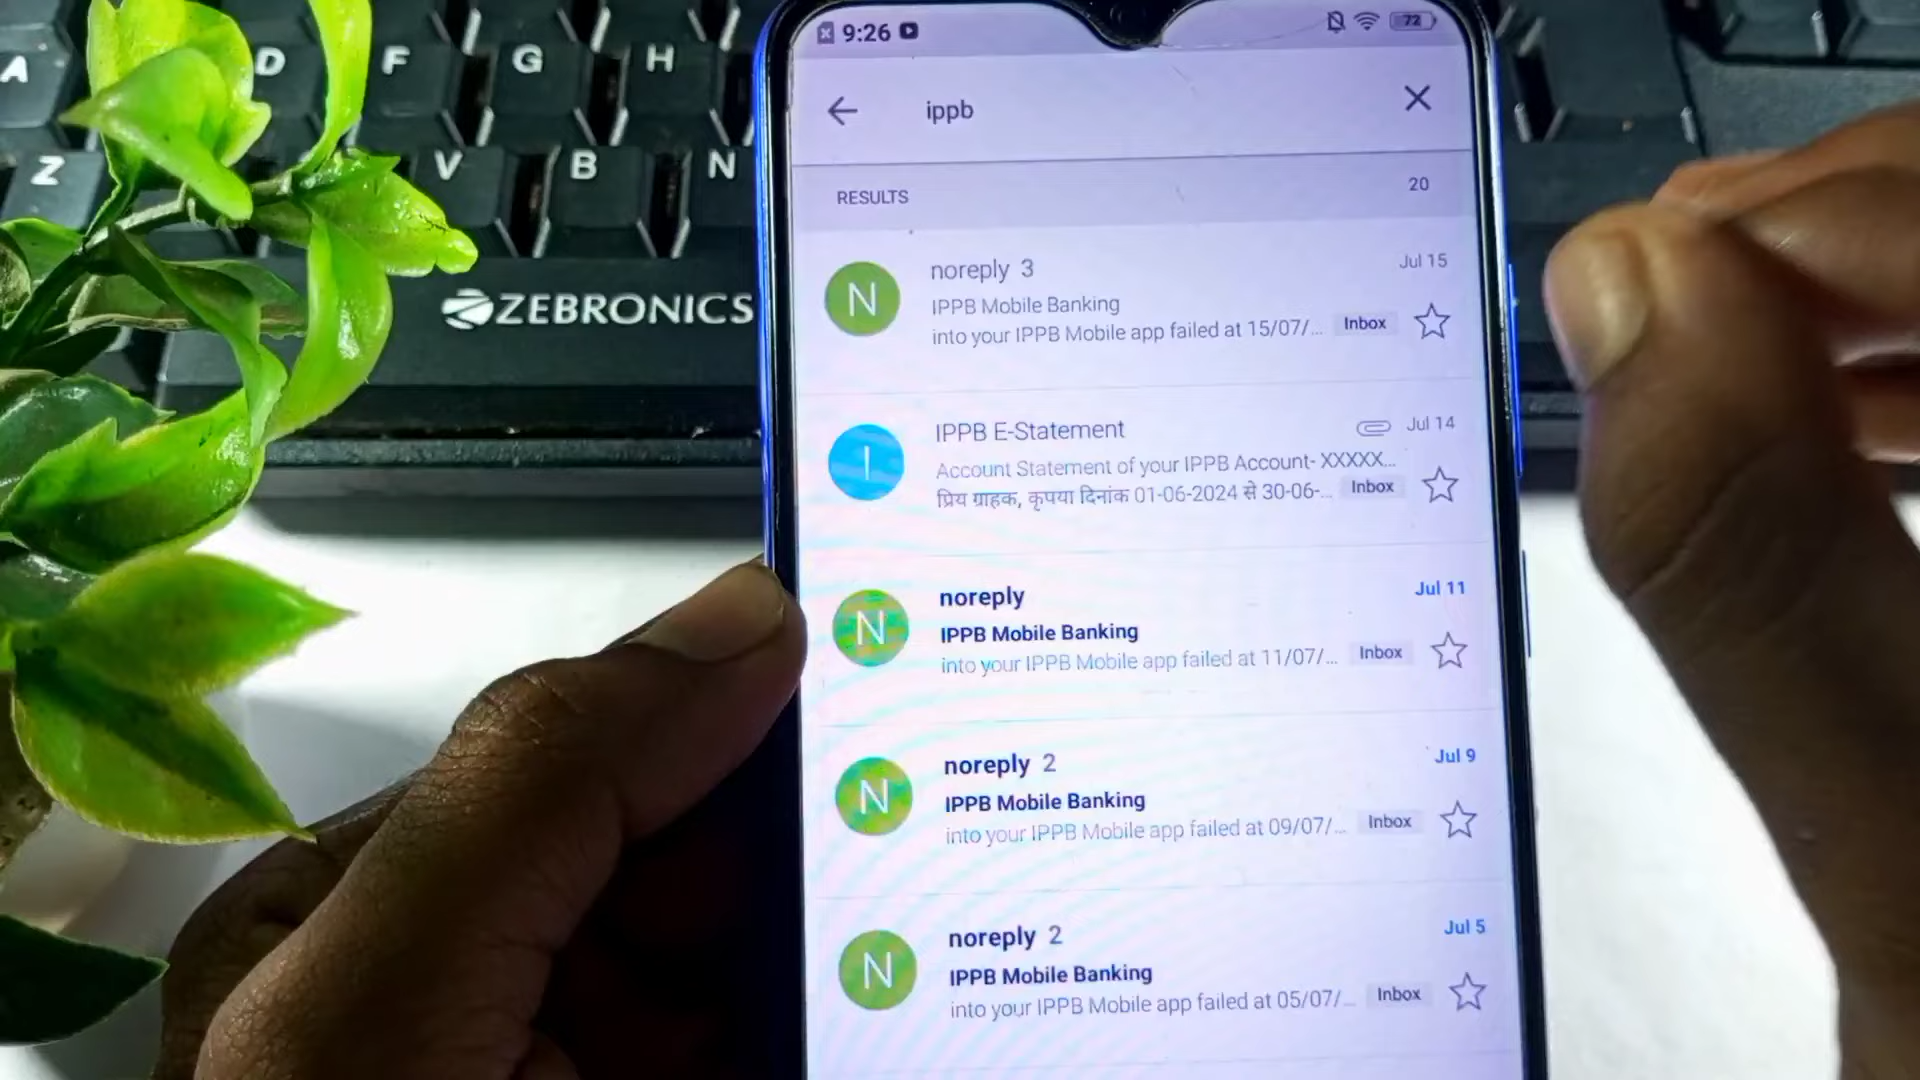 A
D
F
G
H
Z
V
B
N
ZEBRONICS
9:26
72
ippb
RESULTS
20
N
noreply 3
Jul 15
IPPB Mobile Banking
into your IPPB Mobile app failed at 15/07/...
Inbox
I
IPPB E-Statement
Jul 14
Account Statement of your IPPB Account- XXXXX...
प्रिय ग्राहक, कृपया दिनांक 01-06-2024 से 30-06-...
Inbox
N
noreply
Jul 11
IPPB Mobile Banking
into your IPPB Mobile app failed at 11/07/...
Inbox
N
noreply 2
Jul 9
IPPB Mobile Banking
into your IPPB Mobile app failed at 09/07/...
Inbox
N
noreply 2
Jul 5
IPPB Mobile Banking
into your IPPB Mobile app failed at 05/07/...
Inbox